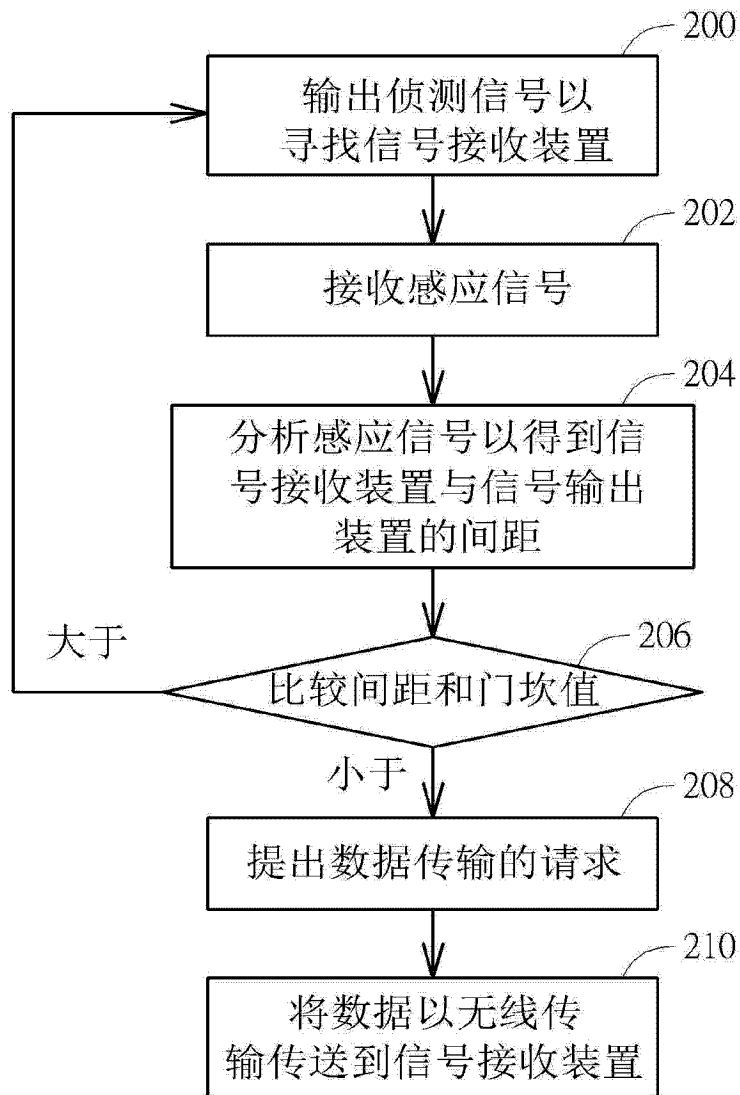 200
输出侦测信号以
寻找信号接收装置
202
接收感应信号
204
分析感应信号以得到信
号接收装置与信号输出
装置的间距
大于
206
比较间距和门坎值
小于
208
提出数据传输的请求
210
将数据以无线传
输传送到信号接收装置